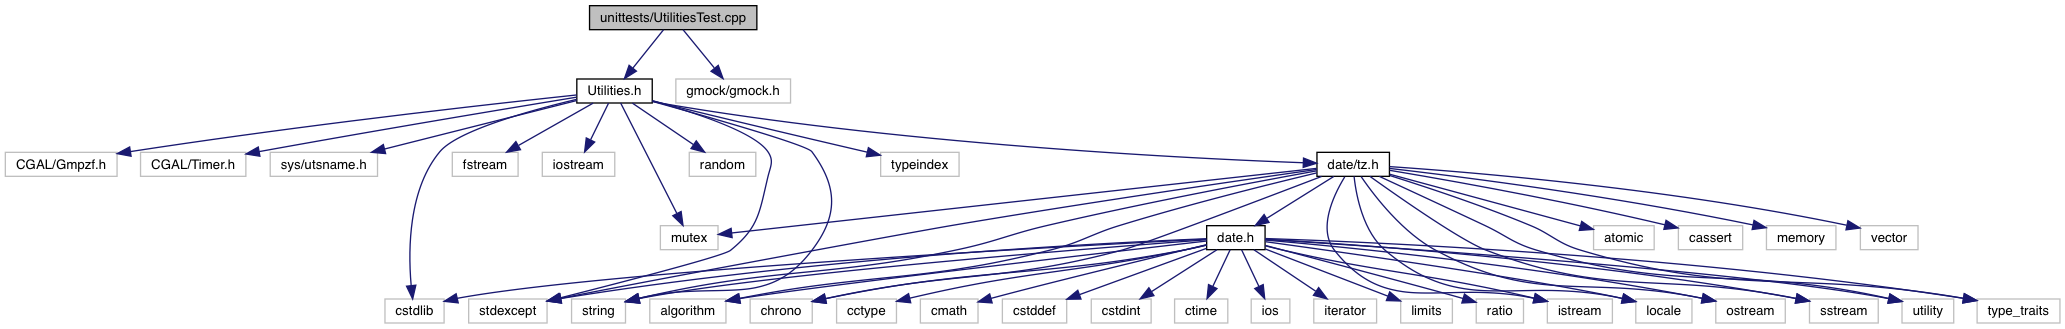 unittests/UtilitiesTest.cpp
Utilities.h
gmock/gmock.h
CGAL/Gmpzf.h
CGAL/Timer.h
sys/utsname.h
fstream
iostream
random
typeindex
date/tz.h
mutex
date.h
atomic
cassert
memory
vector
cstdlib
stdexcept
string
algorithm
chrono
cctype
cmath
cstddef
cstdint
ctime
ios
iterator
limits
ratio
istream
locale
ostream
sstream
utility
type_traits